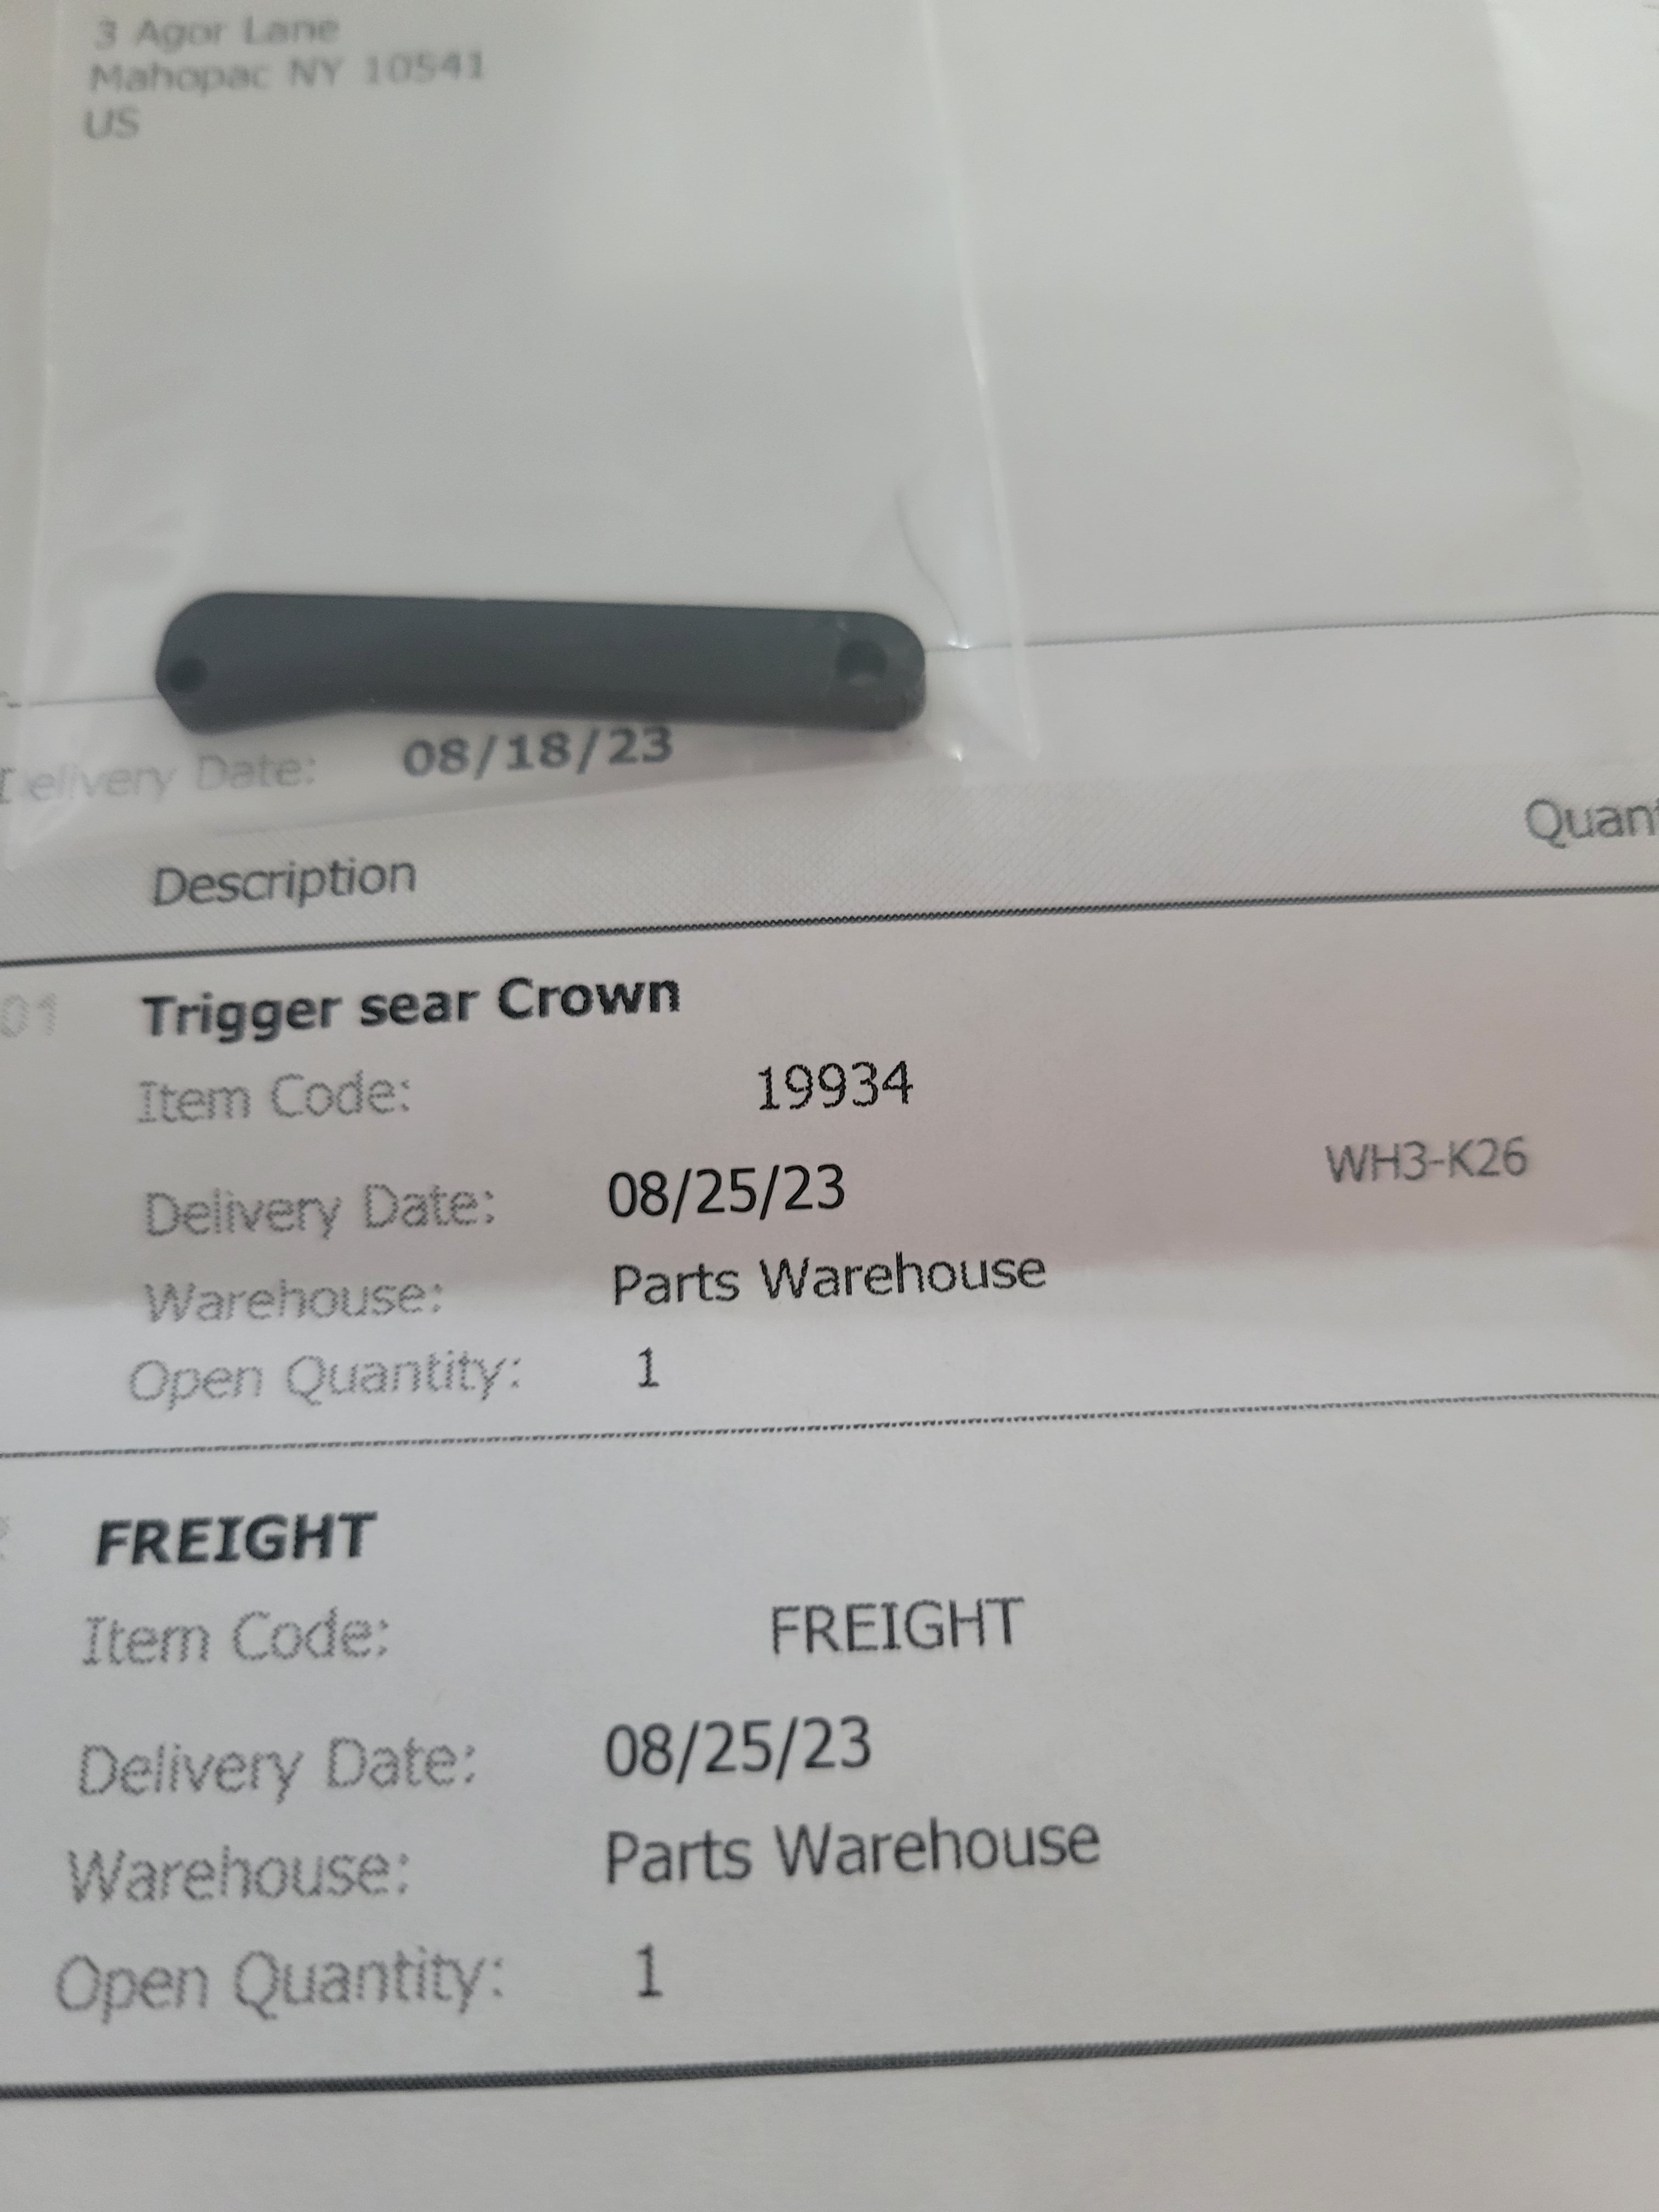 3 Agor Lane
Mahopac NY 10541
US
Delivery Date: 08/18/23
Description
01 Trigger sear Crown
Item Code: 19934
Delivery Date: 08/25/23 WH3-K26
Warehouse: Parts Warehouse
Open Quantity: 1
FREIGHT
Item Code: FREIGHT
Delivery Date: 08/25/23
Warehouse: Parts Warehouse
Open Quantity: 1